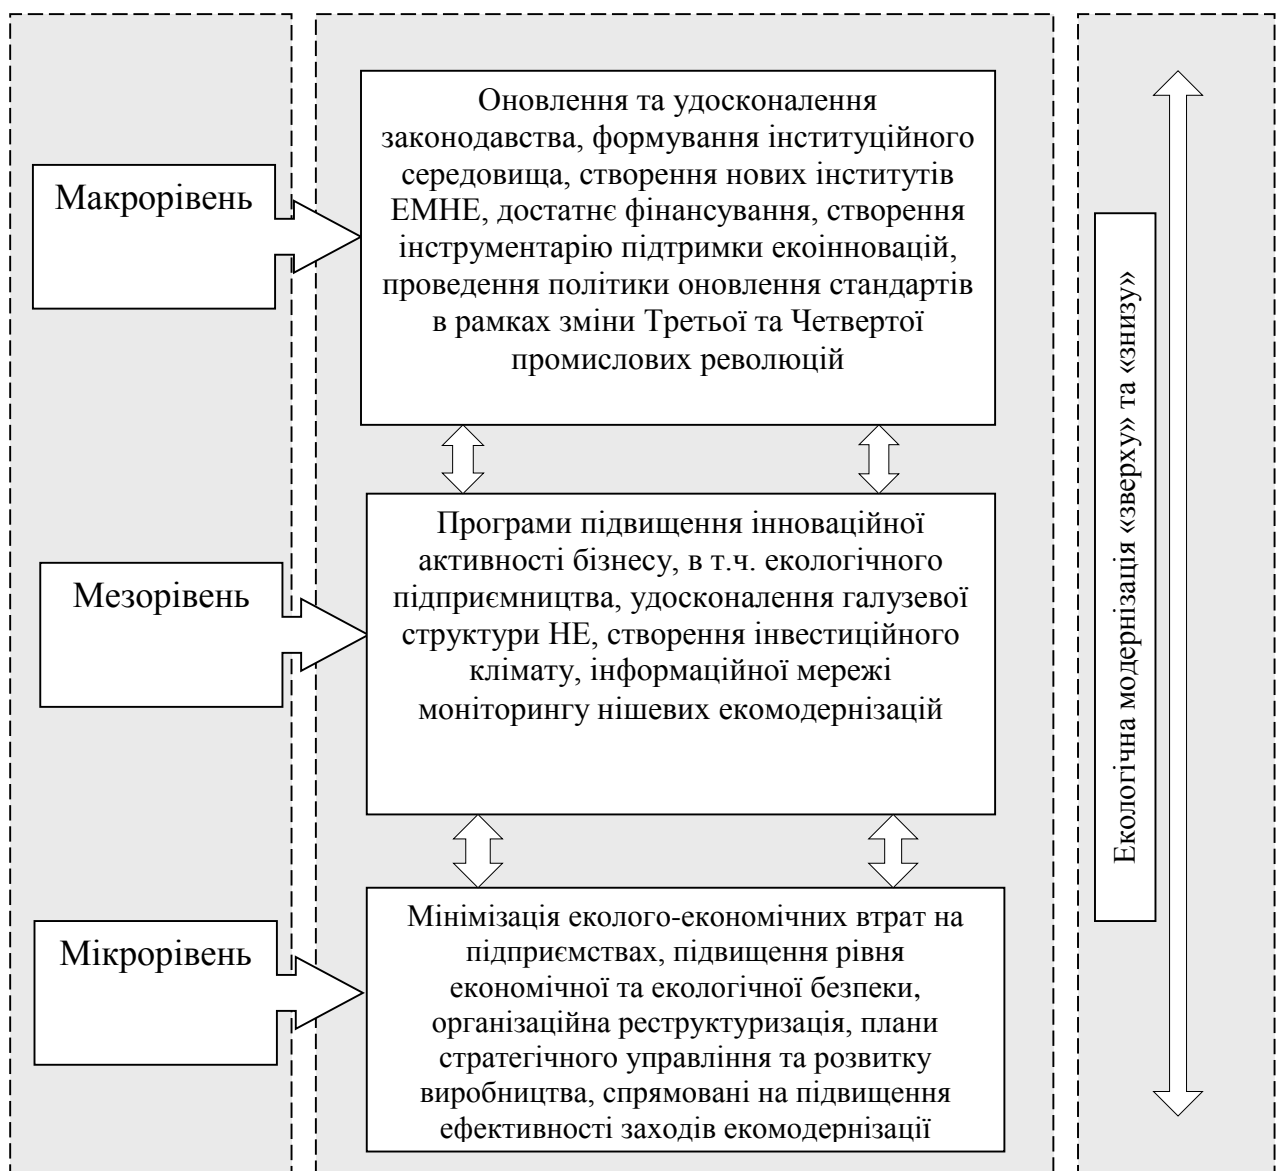 Макрорівень
Оновлення та удосконалення
законодавства, формування інституційного
середовища, створення нових інститутів
ЕМНЕ, достатнє фінансування, створення
інструментарію підтримки екоінновацій,
проведення політики оновлення стандартів
в рамках зміни Третьої та Четвертої
промислових революцій
Мезорівень
Програми підвищення інноваційної
активності бізнесу, в т.ч. екологічного
підприємництва, удосконалення галузевої
структури НЕ, створення інвестиційного
клімату, інформаційної мережі
моніторингу нішевих екомодернізацій
Мікрорівень
Мінімізація еколого-економічних втрат на
підприємствах, підвищення рівня
економічної та екологічної безпеки,
організаційна реструктуризація, плани
стратегічного управління та розвитку
виробництва, спрямовані на підвищення
ефективності заходів екомодернізації
Екологічна модернізація «зверху» та «знизу»